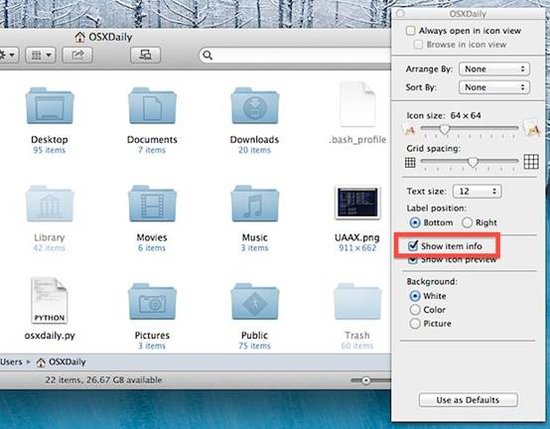 OSXDaily
Desktop
95 items
Documents
7 items
Downloads
20 items
.bash_profile
Library
42 items
Movies
6 items
Music
3 items
UAAX.png
911 × 662
PYTHON
osxdaily.py
Pictures
3 items
Public
75 items
Trash
60 items
Users ▸ OSXDaily
22 items, 26.67 GB available
OSXDaily
Always open in icon view
Browse in icon view
Arrange By: None
Sort By: None
Icon size: 64 × 64
Grid spacing:
Text size: 12
Label position:
Bottom Right
Show item info
Show icon preview
Background:
White
Color
Picture
Use as Defaults